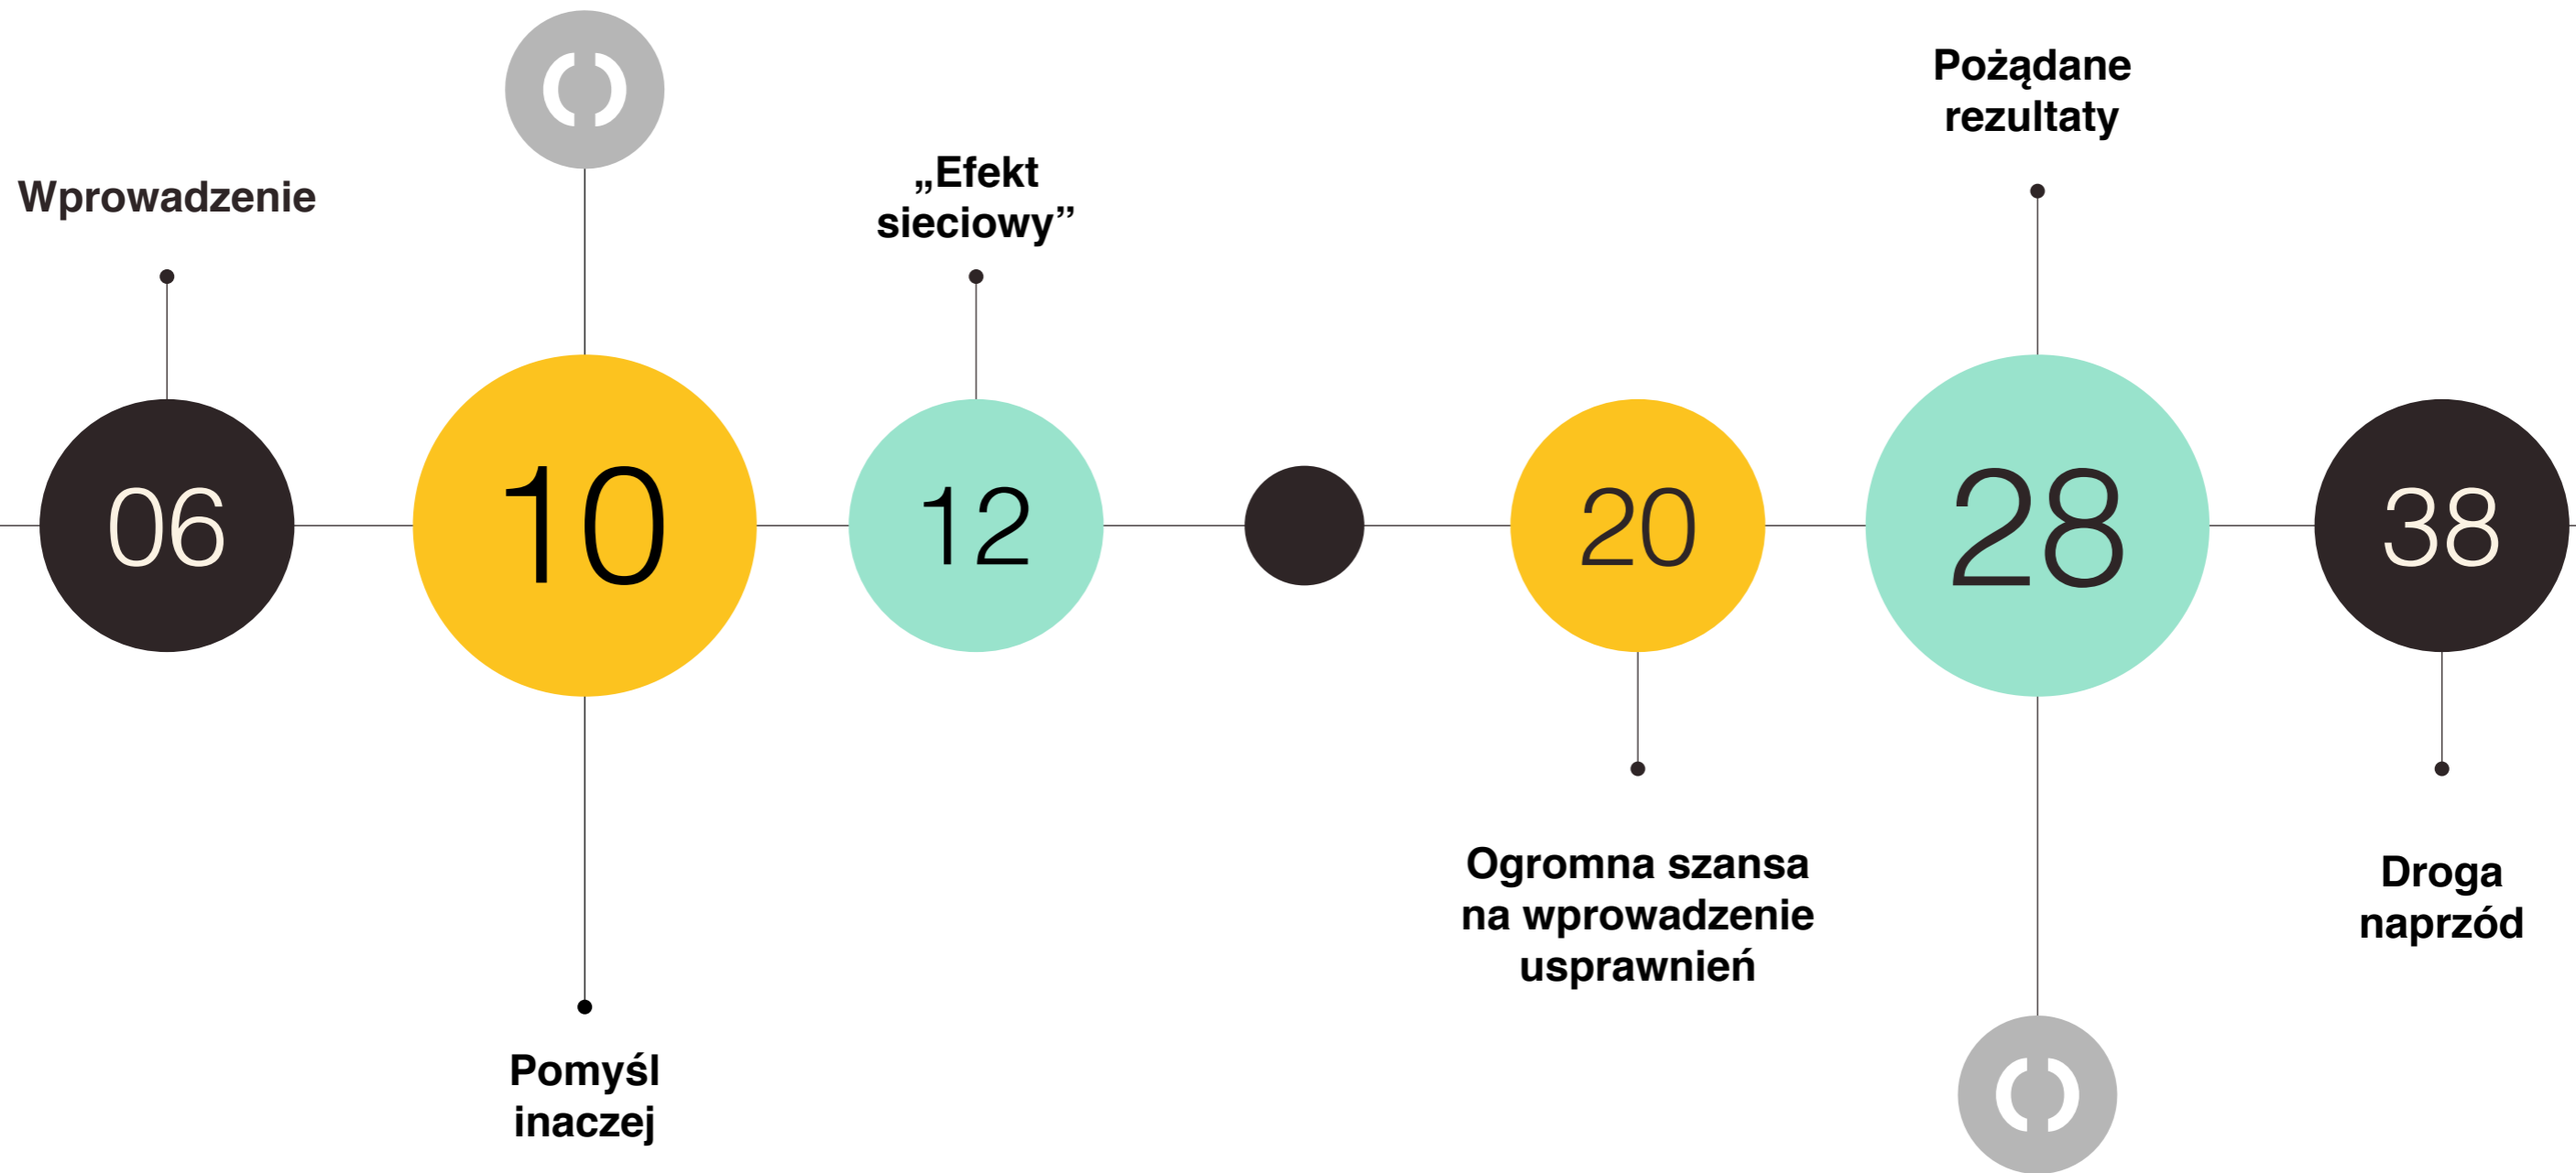 Wprowadzenie
06
10
Pomyśl
inaczej
„Efekt
sieciowy”
12
20
Ogromna szansa
na wprowadzenie
usprawnień
Pożądane
rezultaty
28
38
Droga
naprzód